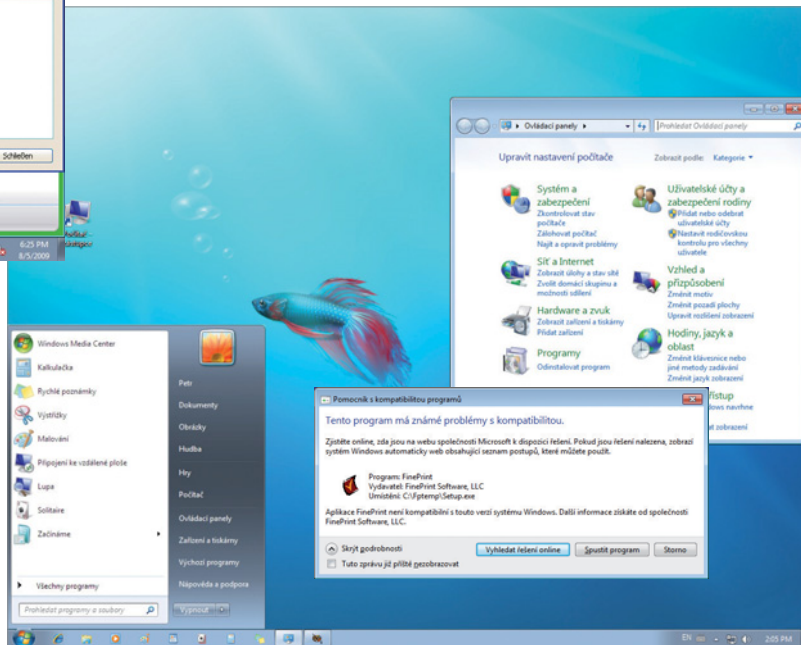 Schließen
6:25 PM
8/5/2009
Ovládací panely
Prohledat Ovládací panely
Upravit nastavení počítače
Zobrazit podle: Kategorie
Systém a
zabezpečení
Zkontrolovat stav
počítače
Zálohovat počítač
Najít a opravit problémy
Síť a Internet
Zobrazit úlohy a stav sítě
Zvolit domácí skupinu a
možnosti sdílení
Hardware a zvuk
Zobrazit zařízení a tiskárny
Přidat zařízení
Programy
Odinstalovat program
Uživatelské účty a
zabezpečení rodiny
Přidat nebo odebrat
uživatelské účty
Nastavit rodičovskou
kontrolu pro všechny
uživatele
Vzhled a
přizpůsobení
Změnit motiv
Změnit pozadí plochy
Upravit rozlišení zobrazení
Hodiny, jazyk a
oblast
Změnit klávesnice nebo
jiné metody zadávání
Změnit jazyk zobrazení
navrhne
zobrazení
Windows Media Center
Kalkulačka
Rychlé poznámky
Výstřižky
Malování
Připojení ke vzdálené ploše
Lupa
Solitaire
Začínáme
Všechny programy
Prohledat programy a soubory
Petr
Dokumenty
Obrázky
Hudba
Hry
Počítač
Ovládací panely
Zařízení a tiskárny
Výchozí programy
Nápověda a podpora
Vypnout
Pomocník s kompatibilitou programů
Tento program má známé problémy s kompatibilitou.
Zjistěte online, zda jsou na webu společnosti Microsoft k dispozici řešení. Pokud jsou řešení nalezena, zobrazí
systém Windows automaticky web obsahující seznam postupů, které můžete použít.
Program: FinePrint
Vydavatel: FinePrint Software, LLC
Umístění: C:\Fptemp\Setup.exe
Aplikace FinePrint není kompatibilní s touto verzí systému Windows. Další informace získáte od společnosti
FinePrint Software, LLC.
Skrýt podrobnosti
Vyhledat řešení online
Spustit program
Storno
Tuto zprávu již příště nezobrazovat
EN
2:05 PM